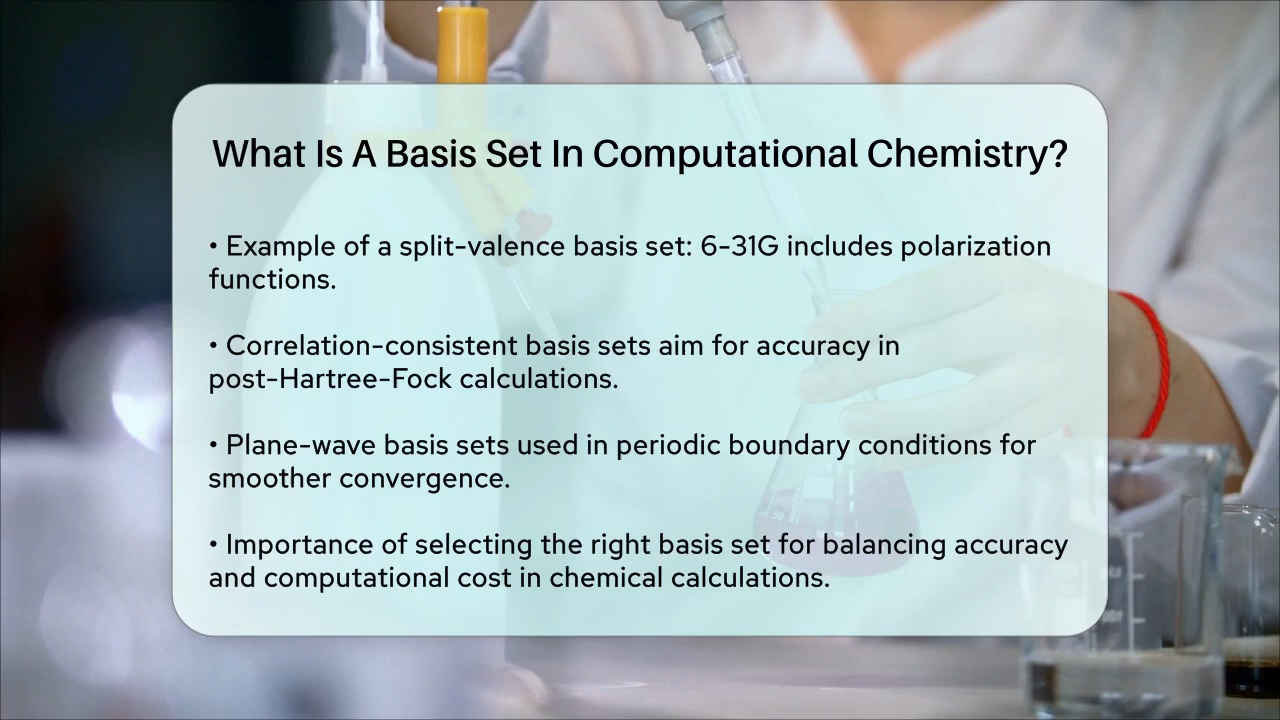 What Is A Basis Set In Computational Chemistry?
• Example of a split-valence basis set: 6-31G includes polarization
functions.
• Correlation-consistent basis sets aim for accuracy in
post-Hartree-Fock calculations.
• Plane-wave basis sets used in periodic boundary conditions for
smoother convergence.
• Importance of selecting the right basis set for balancing accuracy
and computational cost in chemical calculations.
50